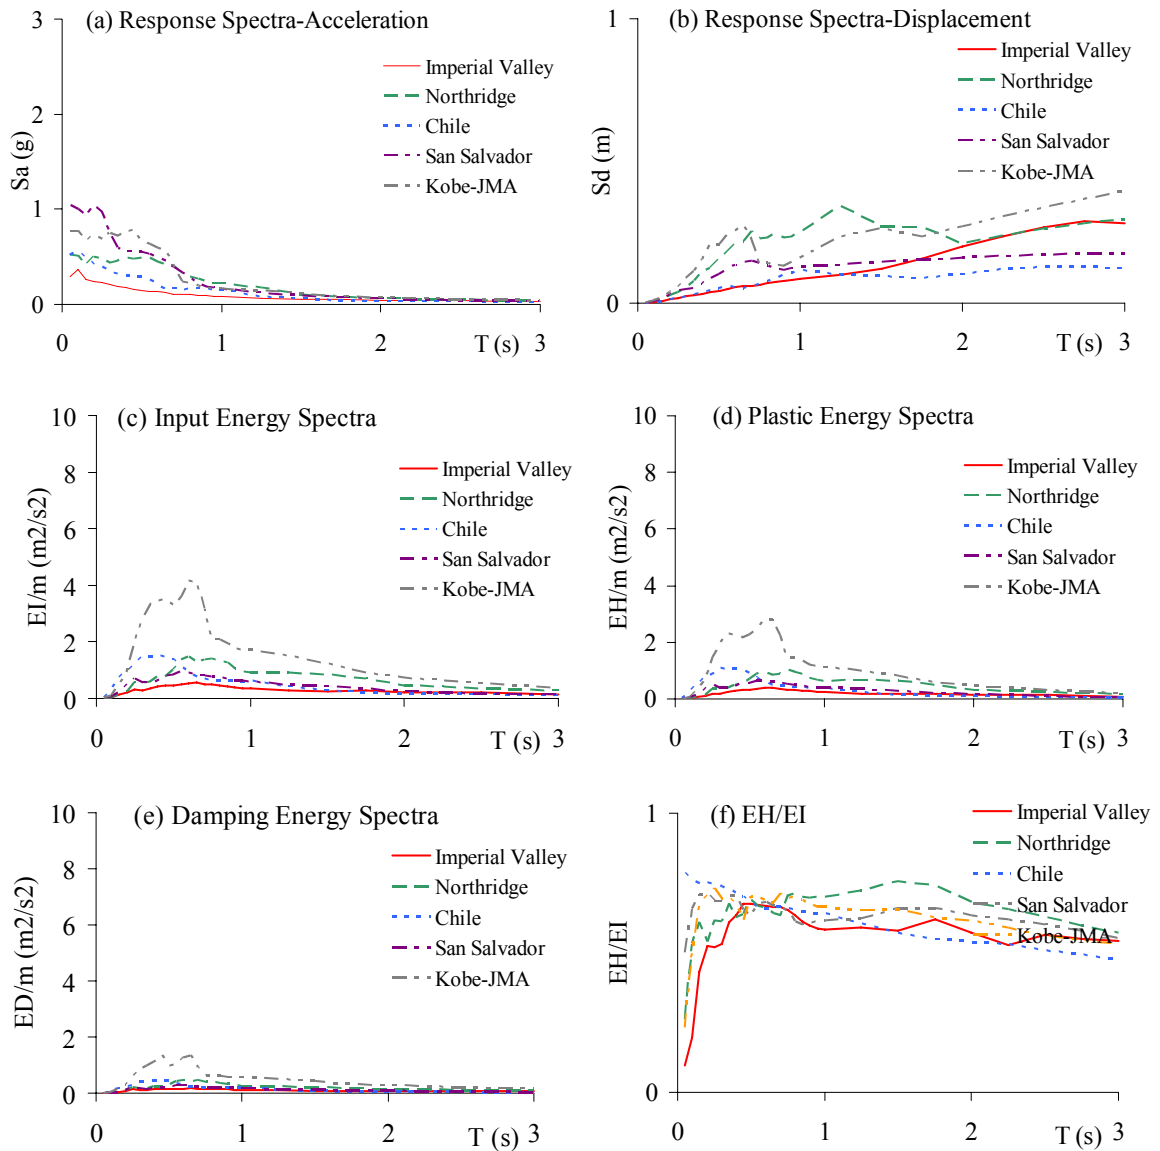 (a) Response Spectra-Acceleration
3
2
1
0
Sa (g)
Imperial Valley
Northridge
Chile
San Salvador
Kobe-JMA
0 1 2 T (s) 3
(b) Response Spectra-Displacement
1
0
Sd (m)
Imperial Valley
Northridge
Chile
San Salvador
Kobe-JMA
0 1 2 T (s) 3
(c) Input Energy Spectra
10
8
6
4
2
0
EI/m (m2/s2)
Imperial Valley
Northridge
Chile
San Salvador
Kobe-JMA
0 1 2 T (s) 3
(d) Plastic Energy Spectra
10
8
6
4
2
0
EH/m (m2/s2)
Imperial Valley
Northridge
Chile
San Salvador
Kobe-JMA
0 1 2 T (s) 3
(e) Damping Energy Spectra
10
8
6
4
2
0
ED/m (m2/s2)
Imperial Valley
Northridge
Chile
San Salvador
Kobe-JMA
0 1 2 T (s) 3
(f) EH/EI
1
0
EH/EI
Imperial Valley
Northridge
Chile
San Salvador
Kobe-JMA
0 1 2 T (s) 3